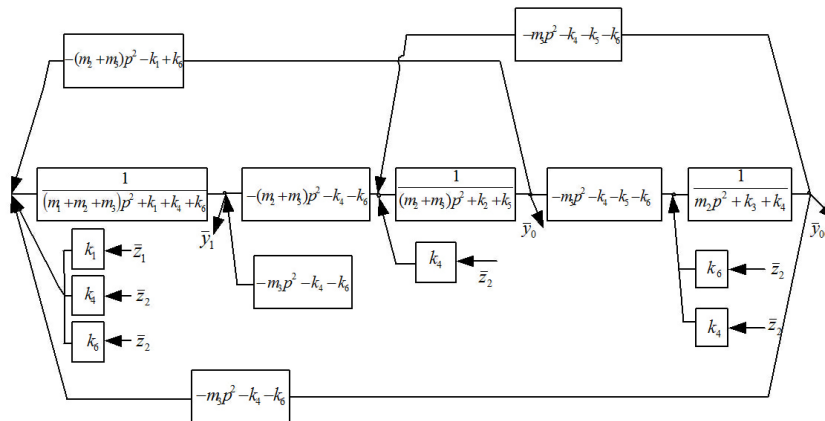 −m₃p² − k₄ − k₅ − k₆
−(m₂ + m₃)p² − k₁ + k₆
1
(m₁ + m₂ + m₃)p² + k₁ + k₄ + k₆
−(m₂ + m₃)p² − k₄ − k₆
1
(m₂ + m₃)p² + k₂ + k₅
−m₃p² − k₄ − k₅ − k₆
1
m₂p² + k₃ + k₄
ȳ₁
ȳ₀
ȳ₀
k₁ z̄₁
k₄ z̄₂
k₆ z̄₂
−m₃p² − k₄ − k₆
k₄ z̄₂
k₆ z̄₂
k₄ z̄₂
−m₃p² − k₄ − k₆